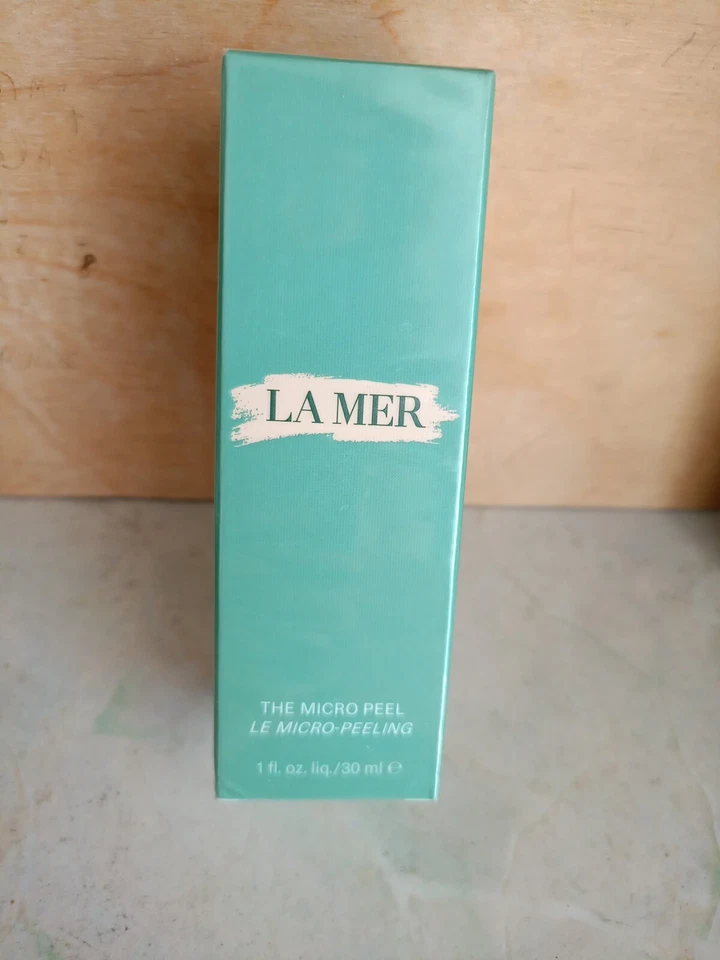 LA MER
THE MICRO PEEL
LE MICRO-PEELING
1 fl. oz. liq./30 ml ℮